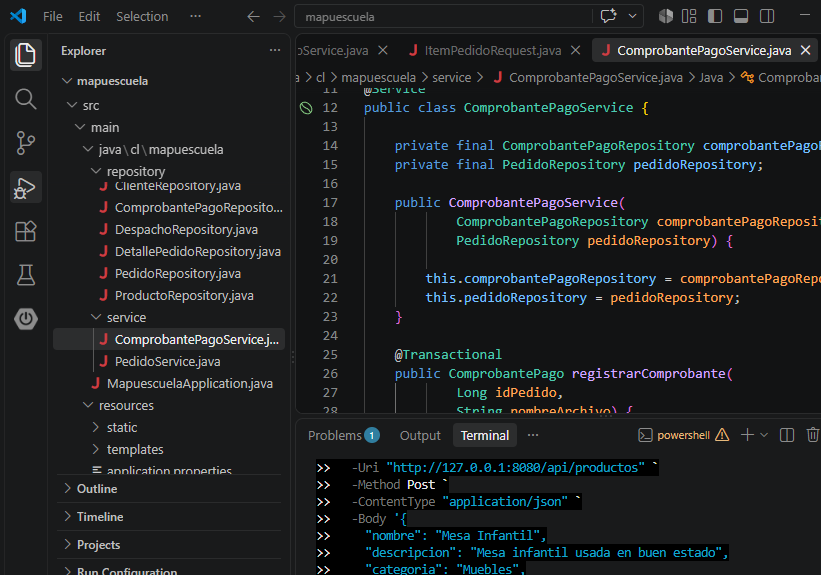 File Edit Selection ··· mapuescuela
Explorer ···
mapuescuela
src
main
java\cl\mapuescuela
repository
ClienteRepository.java
ComprobantePagoReposito...
DespachoRepository.java
DetallePedidoRepository.java
PedidoRepository.java
ProductoRepository.java
service
ComprobantePagoService.j...
PedidoService.java
MapuescuelaApplication.java
resources
static
templates
application.properties
Outline
Timeline
Projects
Run Configuration
oService.java ItemPedidoRequest.java ComprobantePagoService.java
a > cl > mapuescuela > service > ComprobantePagoService.java > Java > Comproban
11 @Service
12 public class ComprobantePagoService {
13
14 private final ComprobantePagoRepository comprobantePagoR
15 private final PedidoRepository pedidoRepository;
16
17 public ComprobantePagoService(
18 ComprobantePagoRepository comprobantePagoReposit
19 PedidoRepository pedidoRepository) {
20
21 this.comprobantePagoRepository = comprobantePagoRepo
22 this.pedidoRepository = pedidoRepository;
23 }
24
25 @Transactional
26 public ComprobantePago registrarComprobante(
27 Long idPedido,
28 String nombreArchivo) {
Problems 1 Output Terminal ··· powershell
>> -Uri "http://127.0.0.1:8080/api/productos" `
>> -Method Post `
>> -ContentType "application/json" `
>> -Body '{
>> "nombre": "Mesa Infantil",
>> "descripcion": "Mesa infantil usada en buen estado",
>> "categoria": "Muebles",